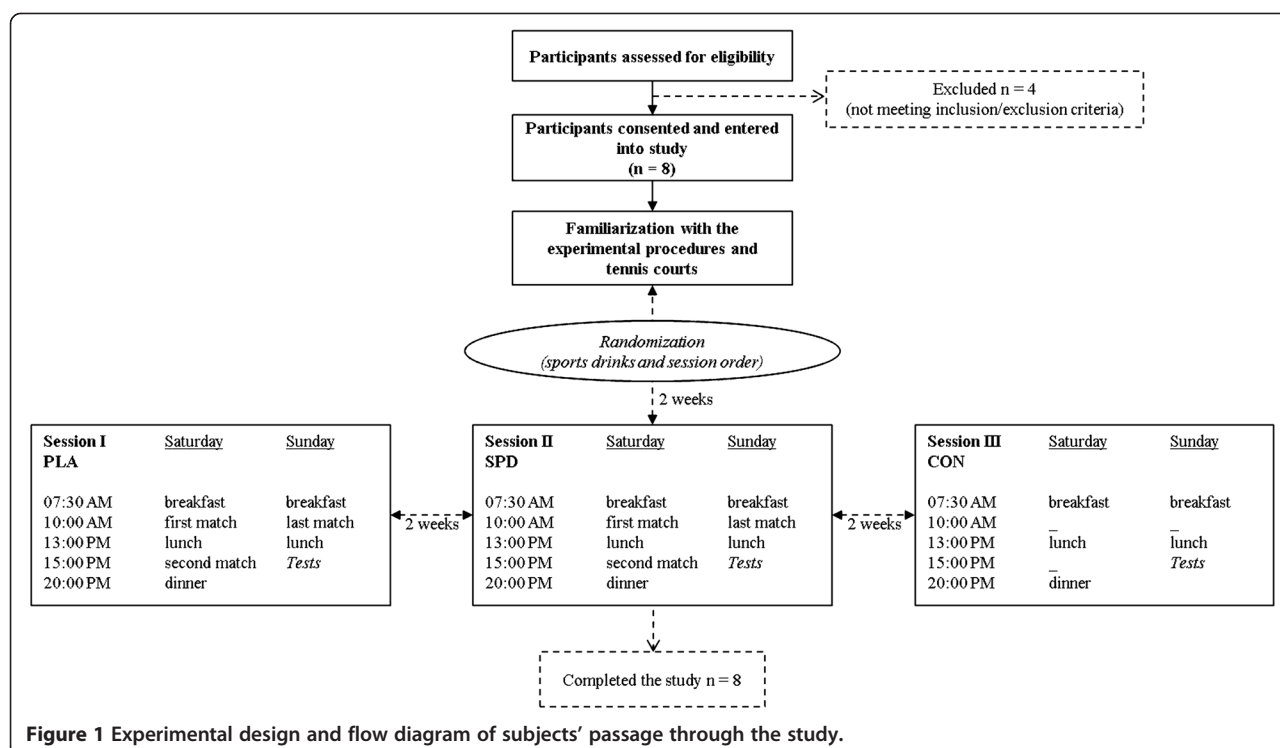 Participants assessed for eligibility
Excluded n = 4
(not meeting inclusion/exclusion criteria)
Participants consented and entered
into study
(n = 8)
Familiarization with the
experimental procedures and
tennis courts
Randomization
(sports drinks and session order)
2 weeks
Session I Saturday Sunday
PLA
07:30 AM breakfast breakfast
10:00 AM first match last match
13:00 PM lunch lunch
15:00 PM second match Tests
20:00 PM dinner
2 weeks
Session II Saturday Sunday
SPD
07:30 AM breakfast breakfast
10:00 AM first match last match
13:00 PM lunch lunch
15:00 PM second match Tests
20:00 PM dinner
2 weeks
Session III Saturday Sunday
CON
07:30 AM breakfast breakfast
10:00 AM _ _
13:00 PM lunch lunch
15:00 PM _ Tests
20:00 PM dinner
Completed the study n = 8
Figure 1 Experimental design and flow diagram of subjects’ passage through the study.